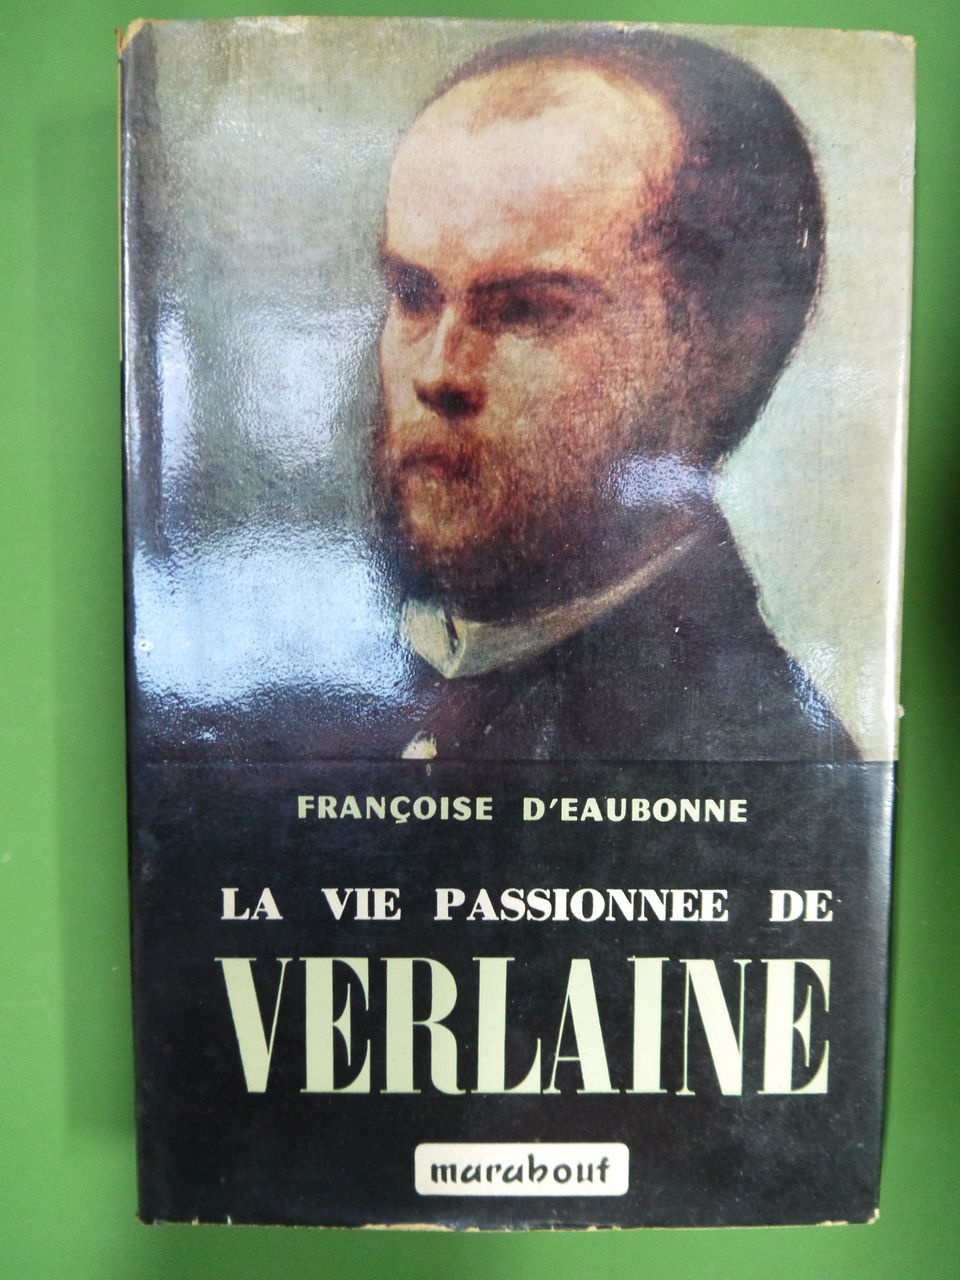 FRANÇOISE D'EAUBONNE
LA VIE PASSIONNEE DE
VERLAINE
marabout